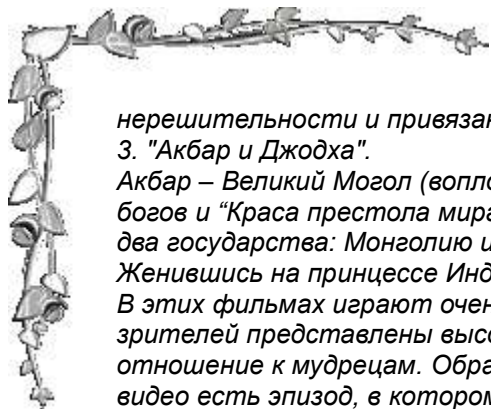 нерешительности и привязан
3. "Акбар и Джодха".
Акбар – Великий Могол (вопло
богов и “Краса престола мира
два государства: Монголию и
Женившись на принцессе Инд
В этих фильмах играют очен
зрителей представлены высо
отношение к мудрецам. Обра
видео есть эпизод, в котором